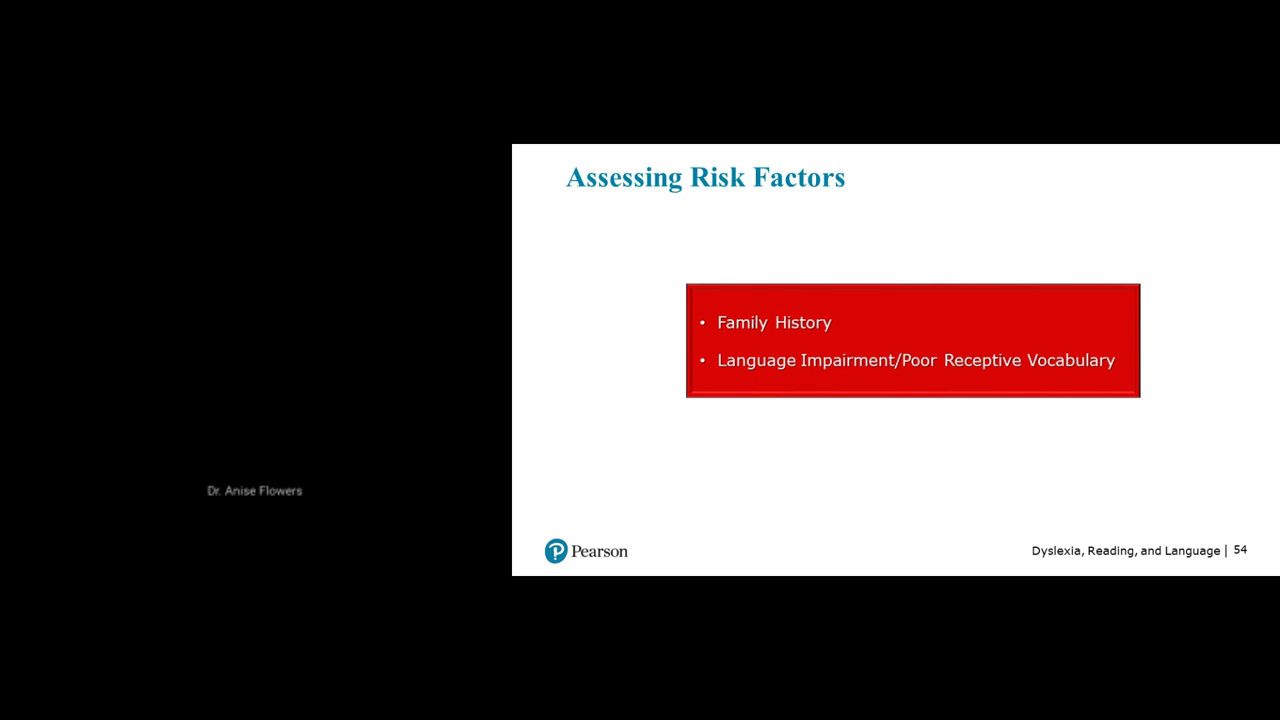 Assessing Risk Factors
• Family History
• Language Impairment/Poor Receptive Vocabulary
Dr. Anise Flowers
Pearson
Dyslexia, Reading, and Language | 54